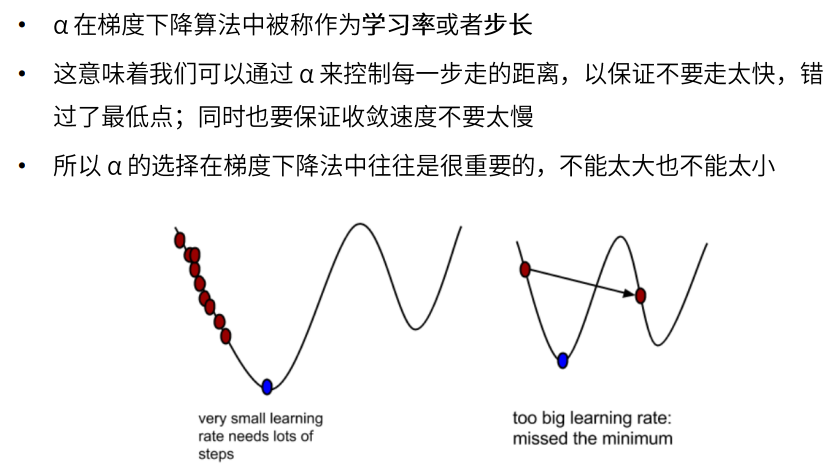 • α 在梯度下降算法中被称作为学习率或者步长
• 这意味着我们可以通过 α 来控制每一步走的距离，以保证不要走太快，错
过了最低点；同时也要保证收敛速度不要太慢
• 所以 α 的选择在梯度下降法中往往是很重要的，不能太大也不能太小
very small learning
rate needs lots of
steps
too big learning rate:
missed the minimum